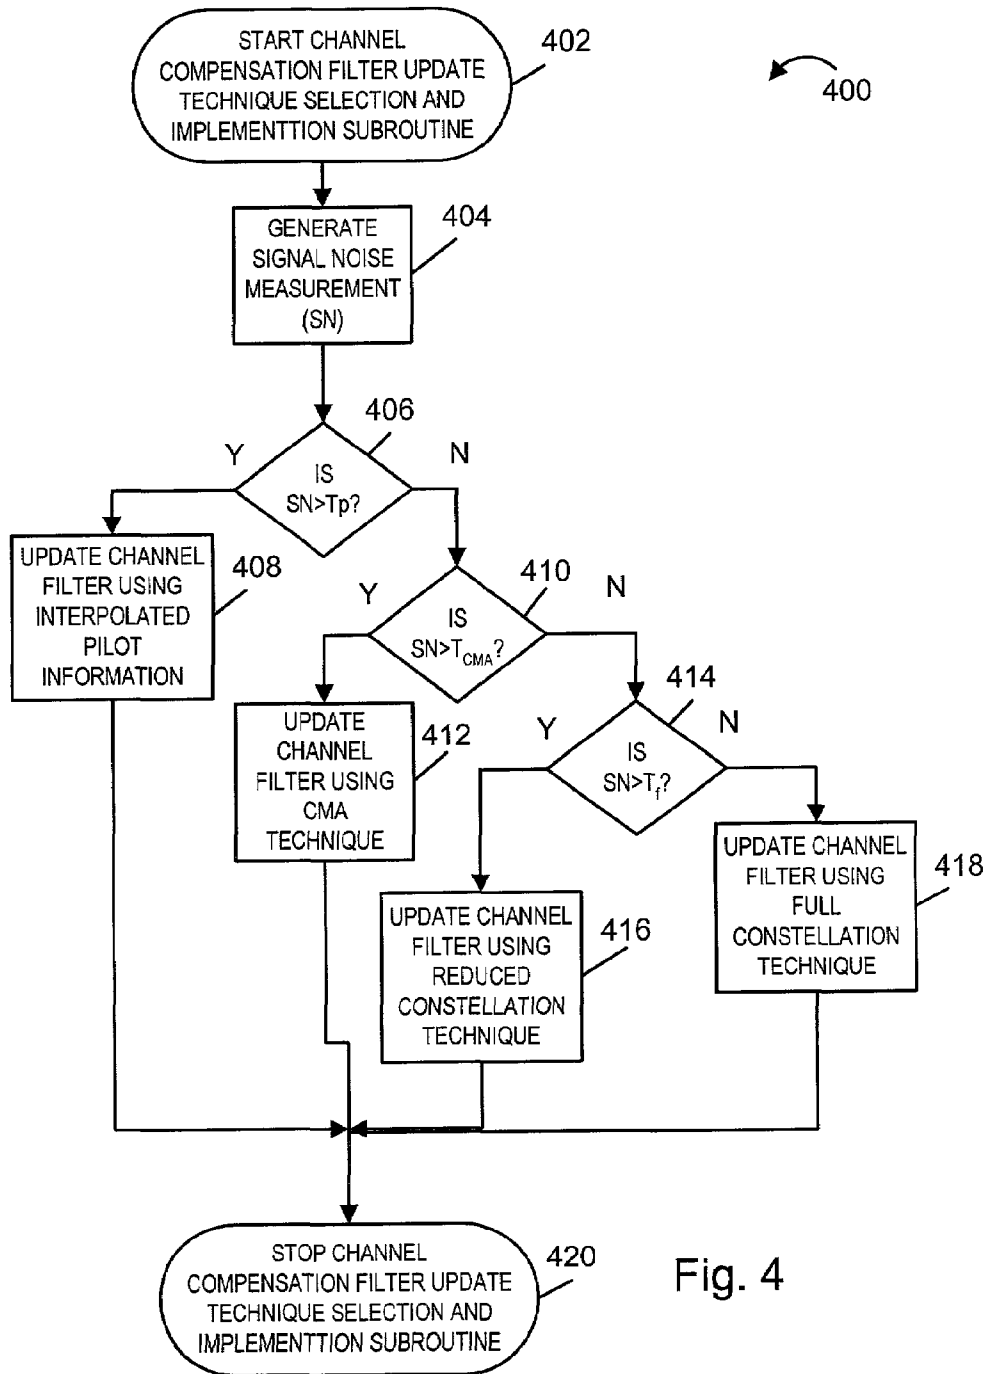 START CHANNEL
COMPENSATION FILTER UPDATE
TECHNIQUE SELECTION AND
IMPLEMENTTION SUBROUTINE
402
400
GENERATE
SIGNAL NOISE
MEASUREMENT
(SN)
404
406
Y
N
IS
SN>Tp?
UPDATE CHANNEL
FILTER USING
INTERPOLATED
PILOT
INFORMATION
408
410
Y
N
IS
SN>T_CMA?
UPDATE
CHANNEL
FILTER USING
CMA
TECHNIQUE
412
414
Y
N
IS
SN>T_f?
UPDATE CHANNEL
FILTER USING
REDUCED
CONSTELLATION
TECHNIQUE
416
UPDATE CHANNEL
FILTER USING
FULL
CONSTELLATION
TECHNIQUE
418
STOP CHANNEL
COMPENSATION FILTER UPDATE
TECHNIQUE SELECTION AND
IMPLEMENTTION SUBROUTINE
420
Fig. 4